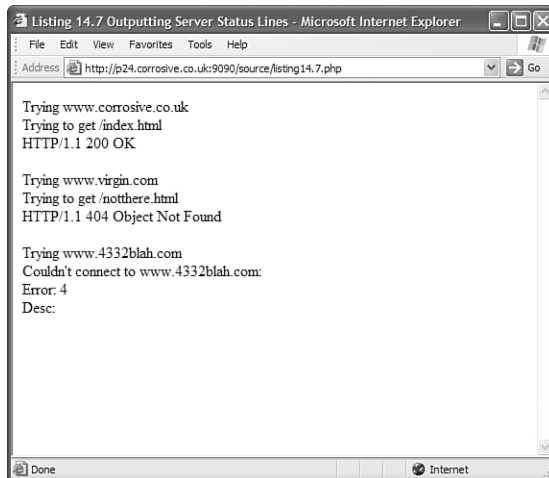 Listing 14.7 Outputting Server Status Lines - Microsoft Internet Explorer
File Edit View Favorites Tools Help
Address http://p24.corrosive.co.uk:9090/source/listing14.7.php Go
Trying www.corrosive.co.uk
Trying to get /index.html
HTTP/1.1 200 OK
Trying www.virgin.com
Trying to get /notthere.html
HTTP/1.1 404 Object Not Found
Trying www.4332blah.com
Couldn't connect to www.4332blah.com:
Error: 4
Desc:
Done Internet